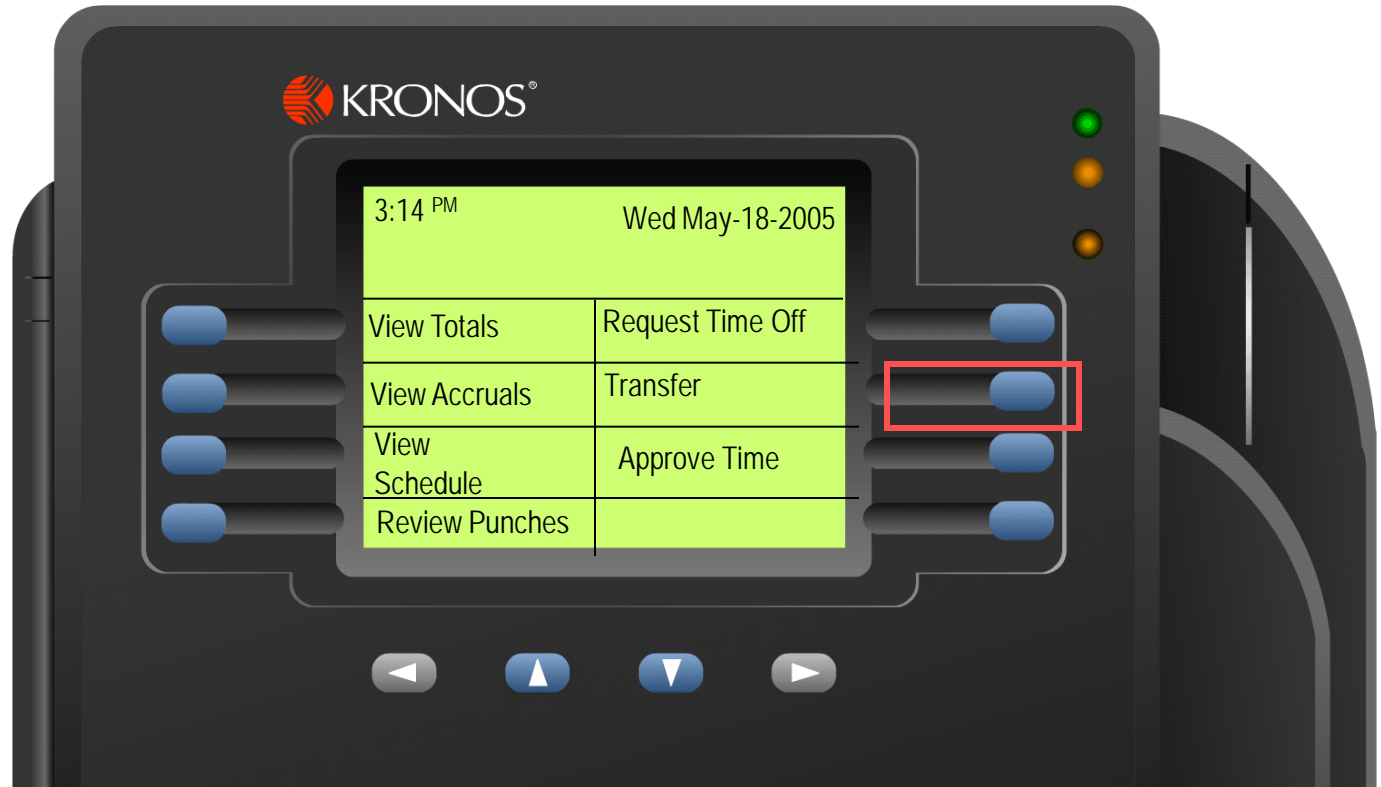 KRONOS®
3:14 PM
Wed May-18-2005
View Totals
Request Time Off
View Accruals
Transfer
View
Schedule
Approve Time
Review Punches